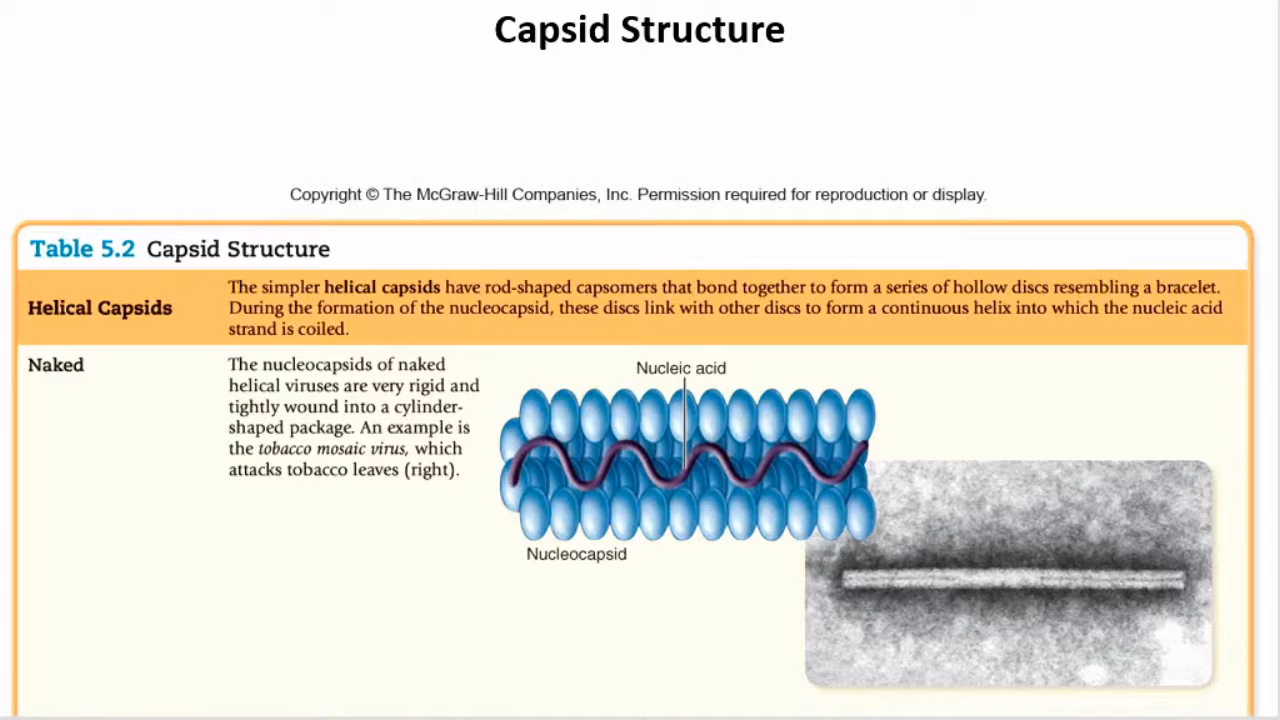 Capsid Structure
Copyright © The McGraw-Hill Companies, Inc. Permission required for reproduction or display.
Table 5.2 Capsid Structure
Helical Capsids
The simpler helical capsids have rod-shaped capsomers that bond together to form a series of hollow discs resembling a bracelet.
During the formation of the nucleocapsid, these discs link with other discs to form a continuous helix into which the nucleic acid
strand is coiled.
Naked
The nucleocapsids of naked
helical viruses are very rigid and
tightly wound into a cylinder-
shaped package. An example is
the tobacco mosaic virus, which
attacks tobacco leaves (right).
Nucleic acid
Nucleocapsid